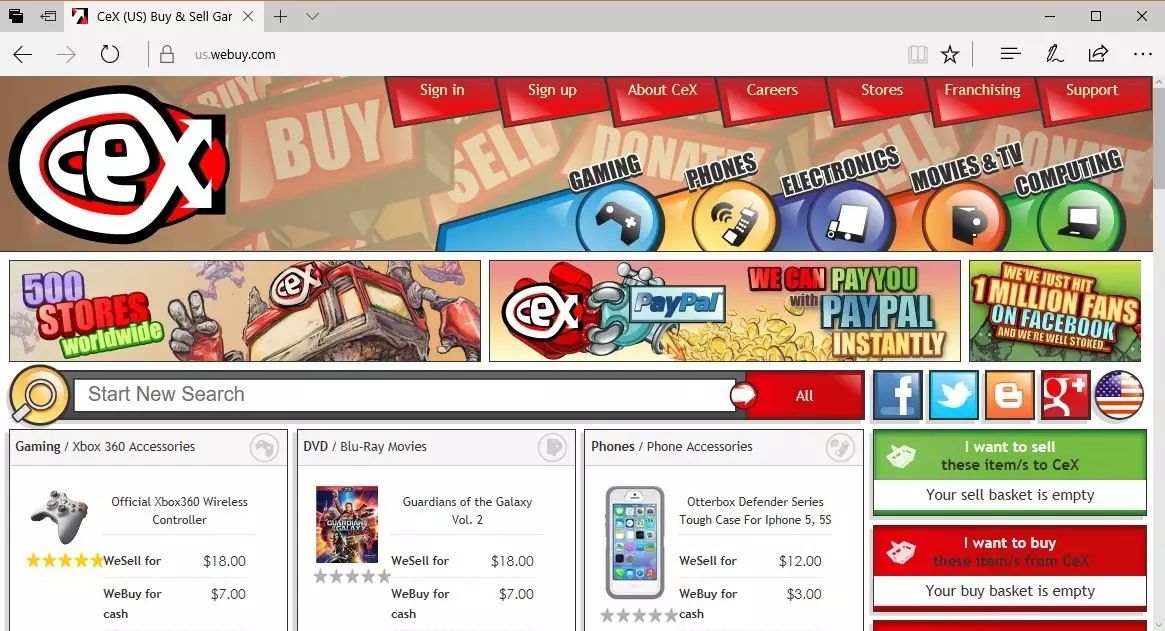 CeX (US) Buy & Sell Gar
us.webuy.com
Sign in
Sign up
About CeX
Careers
Stores
Franchising
Support
CeX
BUY
BUY
SELL
DONATE
SELL
GAMING
PHONES
ELECTRONICS
MOVIES & TV
COMPUTING
500
STORES
worldwide
CeX
CeX
PayPal
WE CAN PAY YOU
with PAYPAL
INSTANTLY
WE'VE JUST HIT
1 MILLION FANS
ON FACEBOOK
AND WE'RE WELL STOKED...
Start New Search
All
Gaming / Xbox 360 Accessories
Official Xbox360 Wireless
Controller
WeSell for $18.00
WeBuy for $7.00
cash
DVD / Blu-Ray Movies
Guardians of the Galaxy
Vol. 2
WeSell for $18.00
WeBuy for $7.00
cash
Phones / Phone Accessories
Otterbox Defender Series
Tough Case For Iphone 5, 5S
WeSell for $12.00
WeBuy for $3.00
cash
I want to sell
these item/s to CeX
Your sell basket is empty
I want to buy
these item/s from CeX
Your buy basket is empty